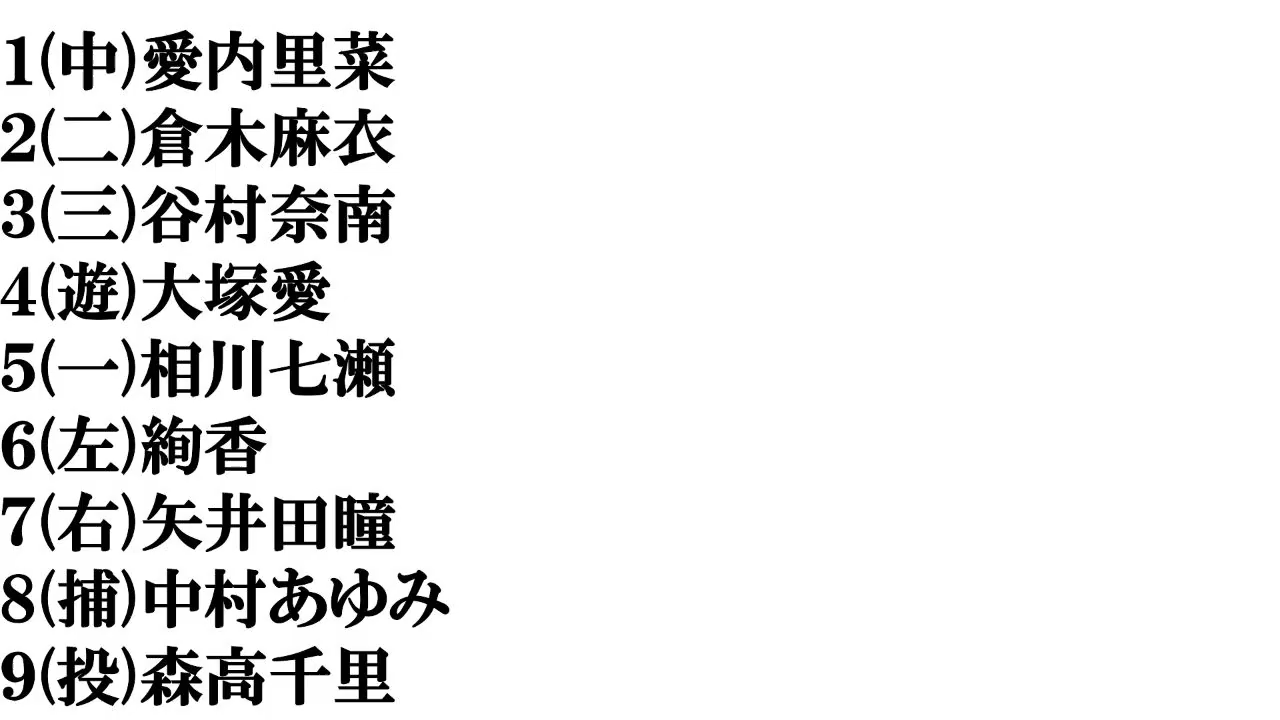 1(中)愛内里菜
2(二)倉木麻衣
3(三)谷村奈南
4(遊)大塚愛
5(一)相川七瀬
6(左)絢香
7(右)矢井田瞳
8(捕)中村あゆみ
9(投)森高千里